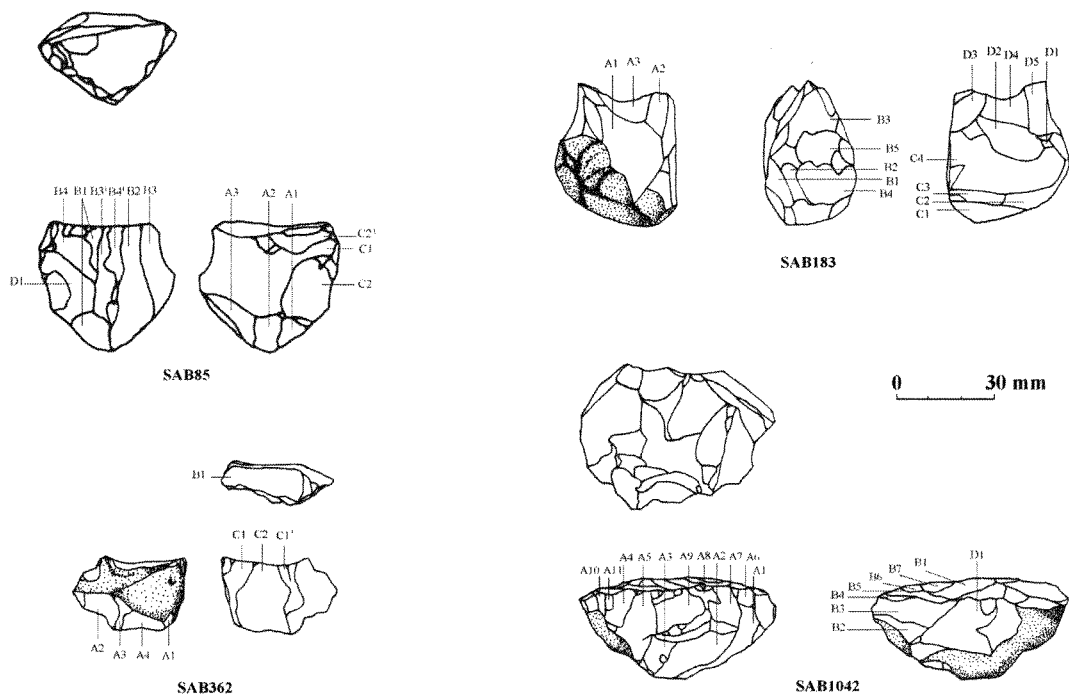 A1 A3 A2
D3 D2 D4 D5 D1
B3
B5
B2
B1
B4
C4
C3
C2
C1
SAB183
B4 B1 B3' B4' B2 B3
A3 A2 A1
C2'
C1
D1
C2
SAB85
0 30 mm
B1
C1 C2 C1'
A2 A3 A4 A1
SAB362
A10 A11 A4 A5 A3 A9 A8 A2 A7 A6 A1
B4 B5 B6 B7 B1 D1
B3
B2
SAB1042